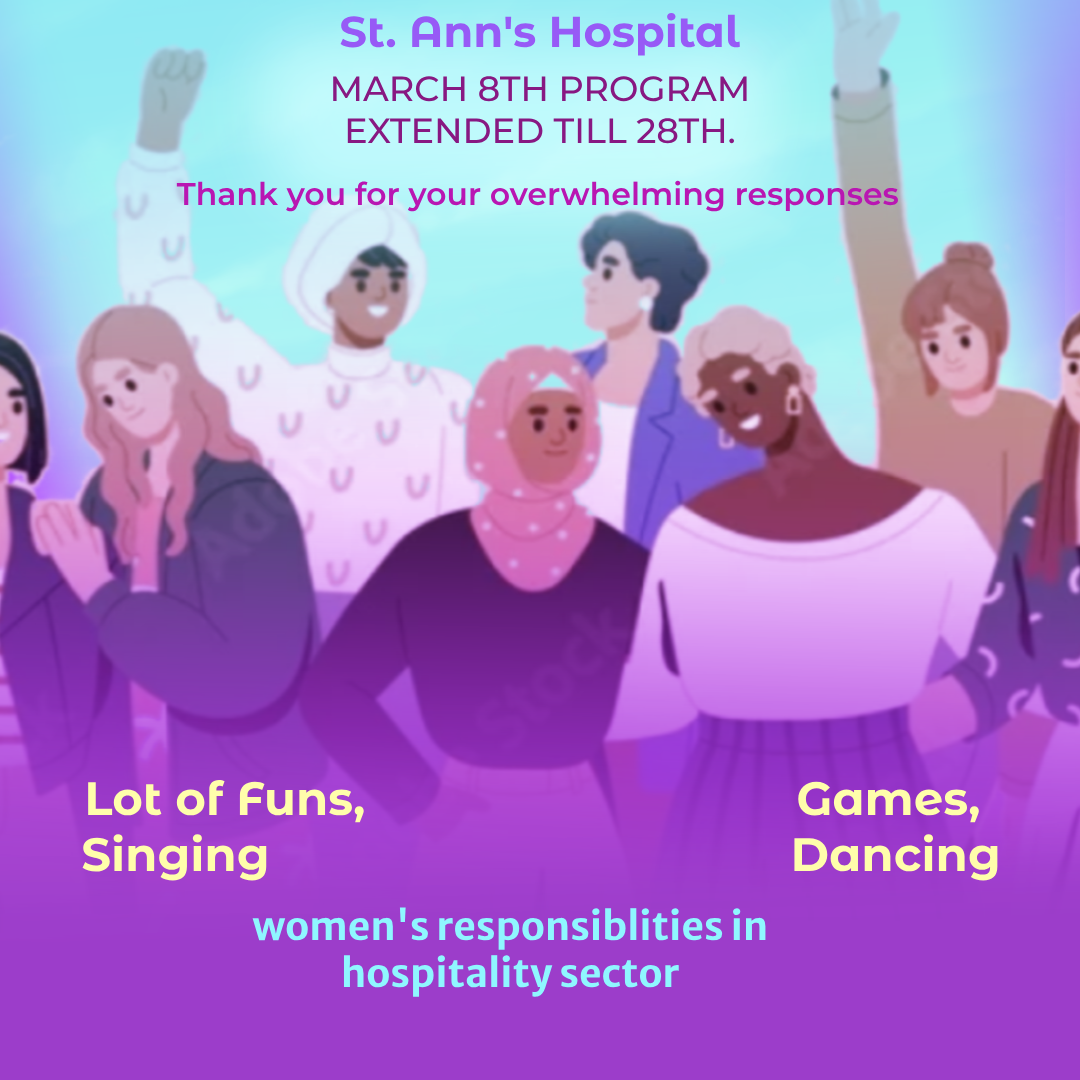 St. Ann's Hospital
MARCH 8TH PROGRAM
EXTENDED TILL 28TH.
Thank you for your overwhelming responses
Lot of Funs,
Singing
Games,
Dancing
women's responsiblities in
hospitality sector